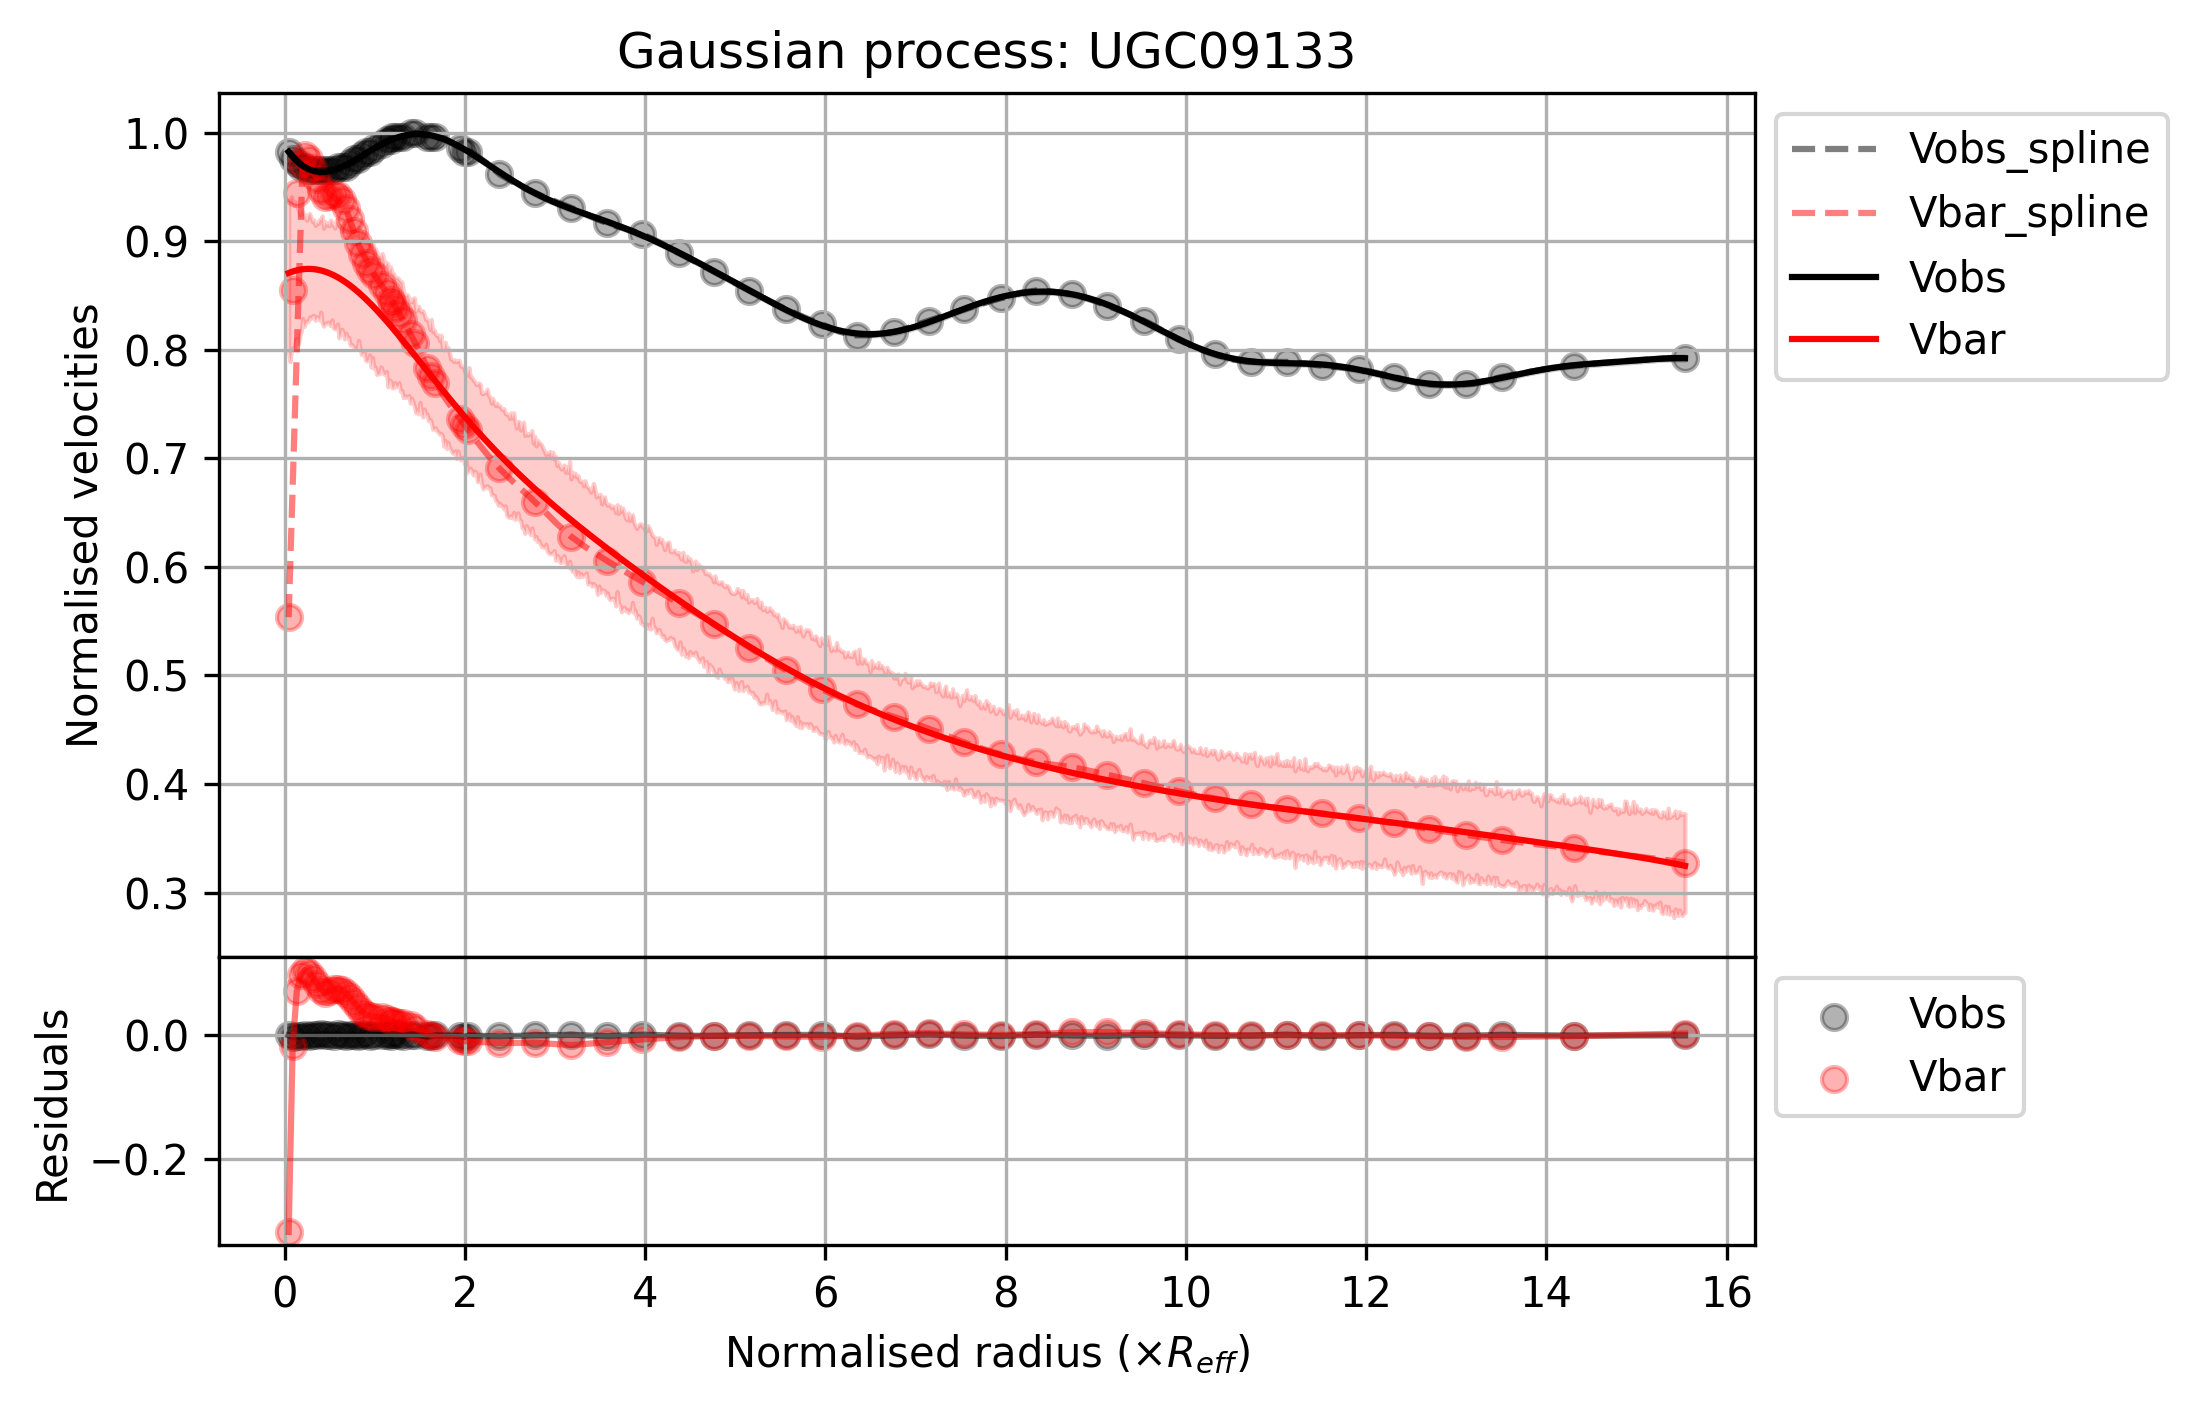 Gaussian process: UGC09133
Normalised velocities
1.0
0.9
0.8
0.7
0.6
0.5
0.4
0.3
Vobs_spline
Vbar_spline
Vobs
Vbar
Residuals
0.0
−0.2
Vobs
Vbar
0 2 4 6 8 10 12 14 16
Normalised radius (×R_eff)